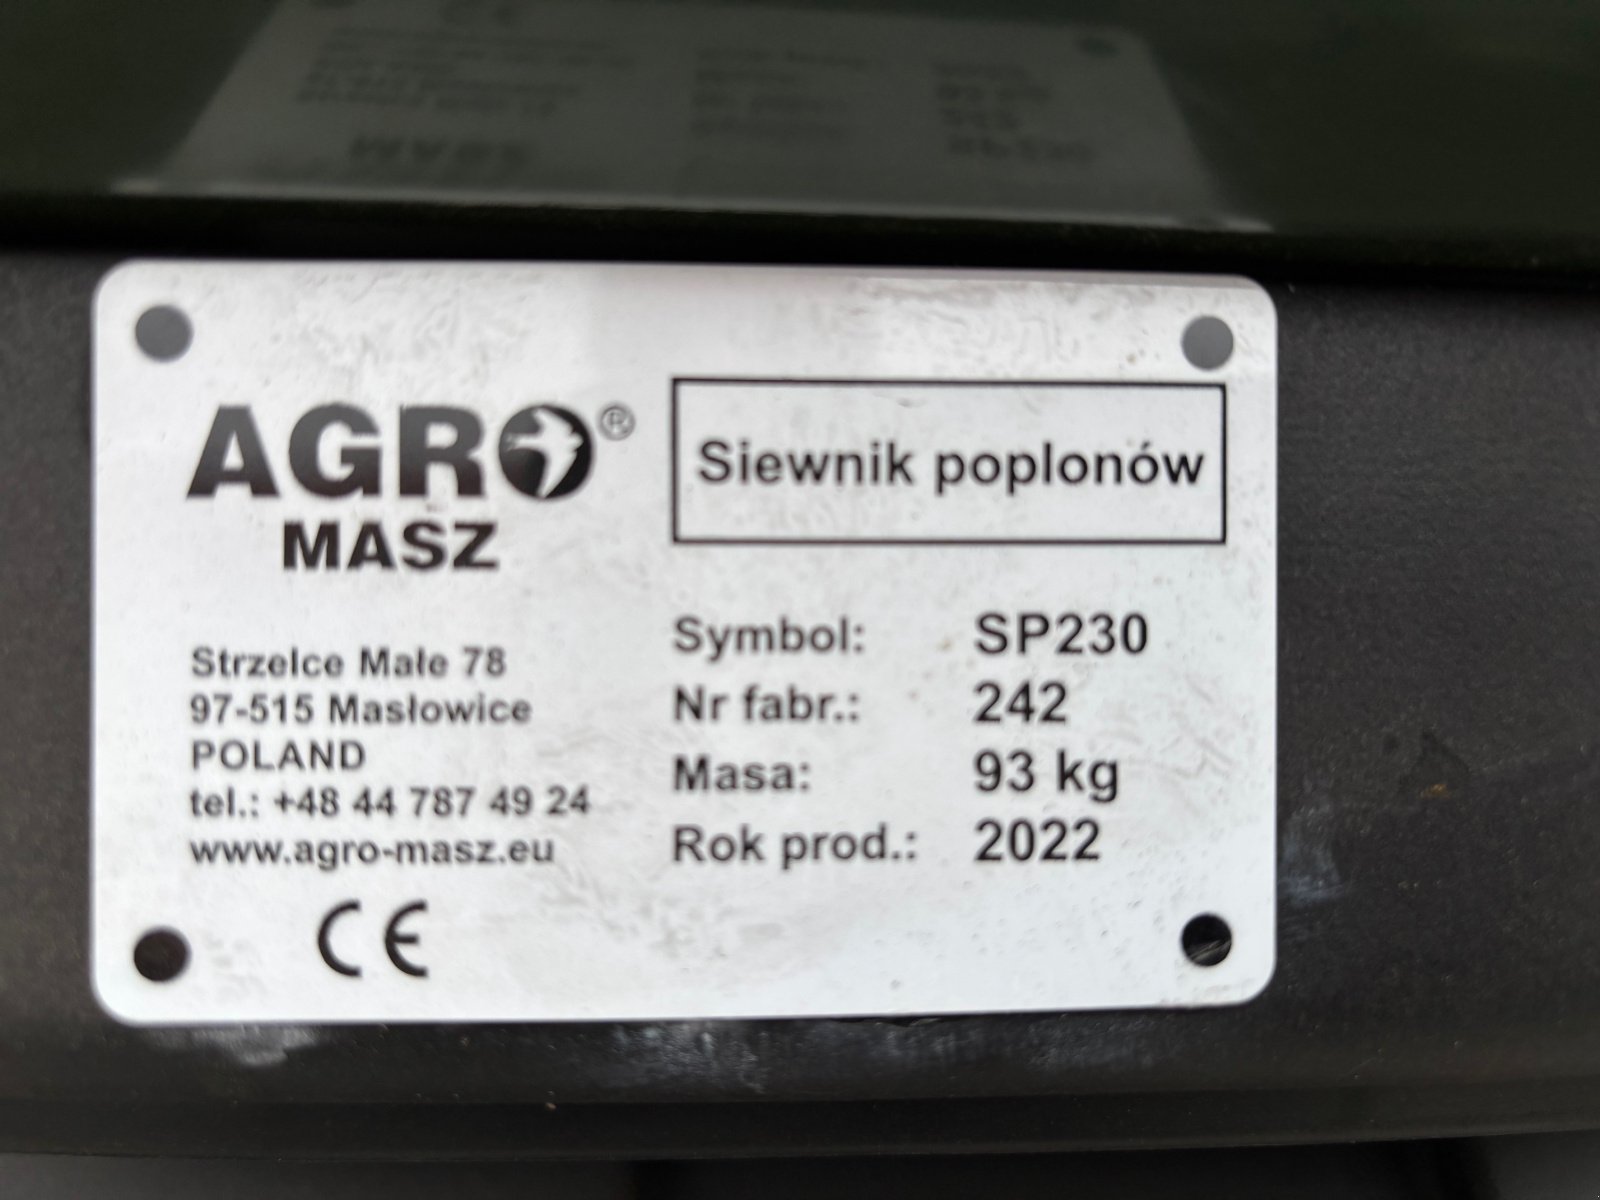 AGRO®
MASZ
Strzelce Małe 78
97-515 Masłowice
POLAND
tel.: +48 44 787 49 24
www.agro-masz.eu
CE
Siewnik poplonów
Symbol: SP230
Nr fabr.: 242
Masa: 93 kg
Rok prod.: 2022